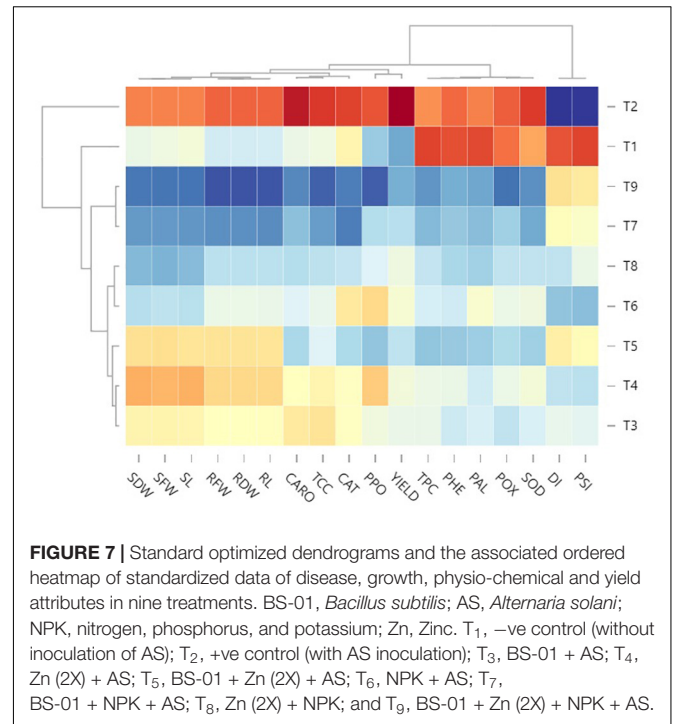 T2
T1
T9
T7
T8
T6
T5
T4
T3
SDW SFW SL RFW RDW RL CARO TCC CAT PPO YIELD TPC PHE PAL POX SOD DI PSI
FIGURE 7 | Standard optimized dendrograms and the associated ordered
heatmap of standardized data of disease, growth, physio-chemical and yield
attributes in nine treatments. BS-01, Bacillus subtilis; AS, Alternaria solani;
NPK, nitrogen, phosphorus, and potassium; Zn, Zinc. T₁, −ve control (without
inoculation of AS); T₂, +ve control (with AS inoculation); T₃, BS-01 + AS; T₄,
Zn (2X) + AS; T₅, BS-01 + Zn (2X) + AS; T₆, NPK + AS; T₇,
BS-01 + NPK + AS; T₈, Zn (2X) + NPK; and T₉, BS-01 + Zn (2X) + NPK + AS.